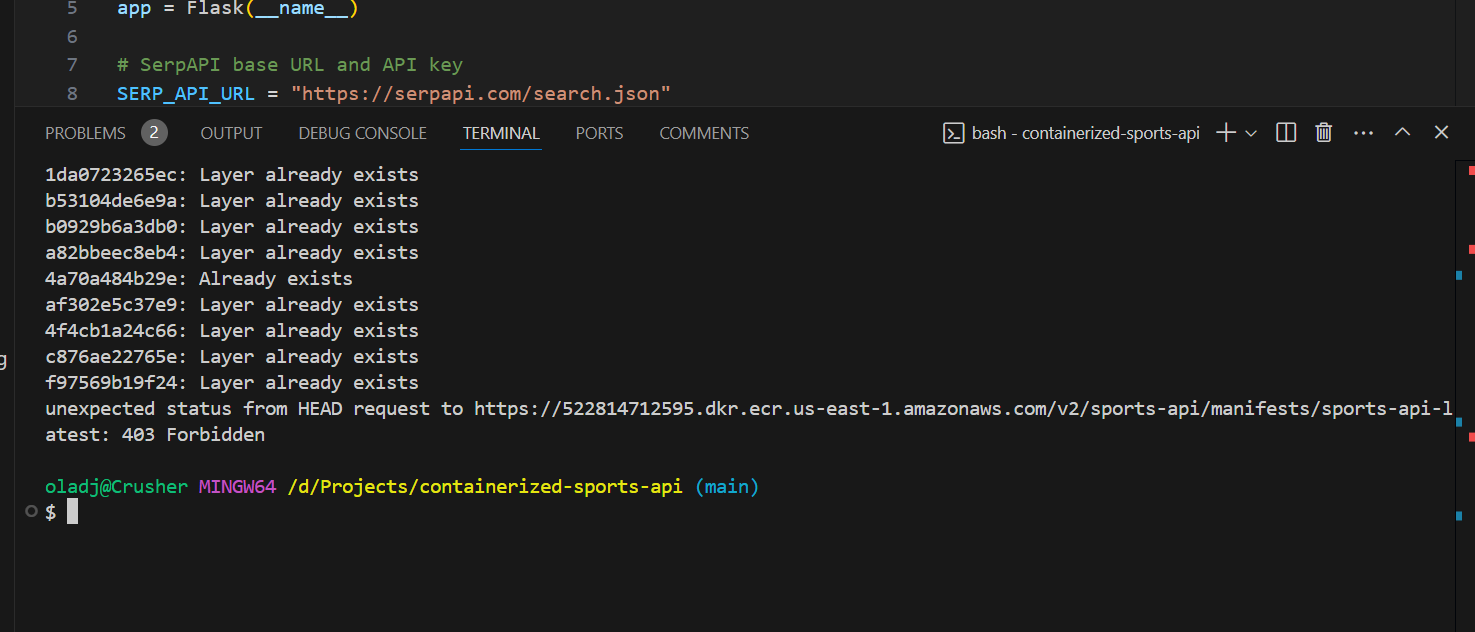 5 app = Flask(__name__)
6
7 # SerpAPI base URL and API key
8 SERP_API_URL = "https://serpapi.com/search.json"
PROBLEMS 2 OUTPUT DEBUG CONSOLE TERMINAL PORTS COMMENTS bash - containerized-sports-api
1da0723265ec: Layer already exists
b53104de6e9a: Layer already exists
b0929b6a3db0: Layer already exists
a82bbeec8eb4: Layer already exists
4a70a484b29e: Already exists
af302e5c37e9: Layer already exists
4f4cb1a24c66: Layer already exists
c876ae22765e: Layer already exists
f97569b19f24: Layer already exists
unexpected status from HEAD request to https://522814712595.dkr.ecr.us-east-1.amazonaws.com/v2/sports-api/manifests/sports-api-l
atest: 403 Forbidden
oladj@Crusher MINGW64 /d/Projects/containerized-sports-api (main)
$
g